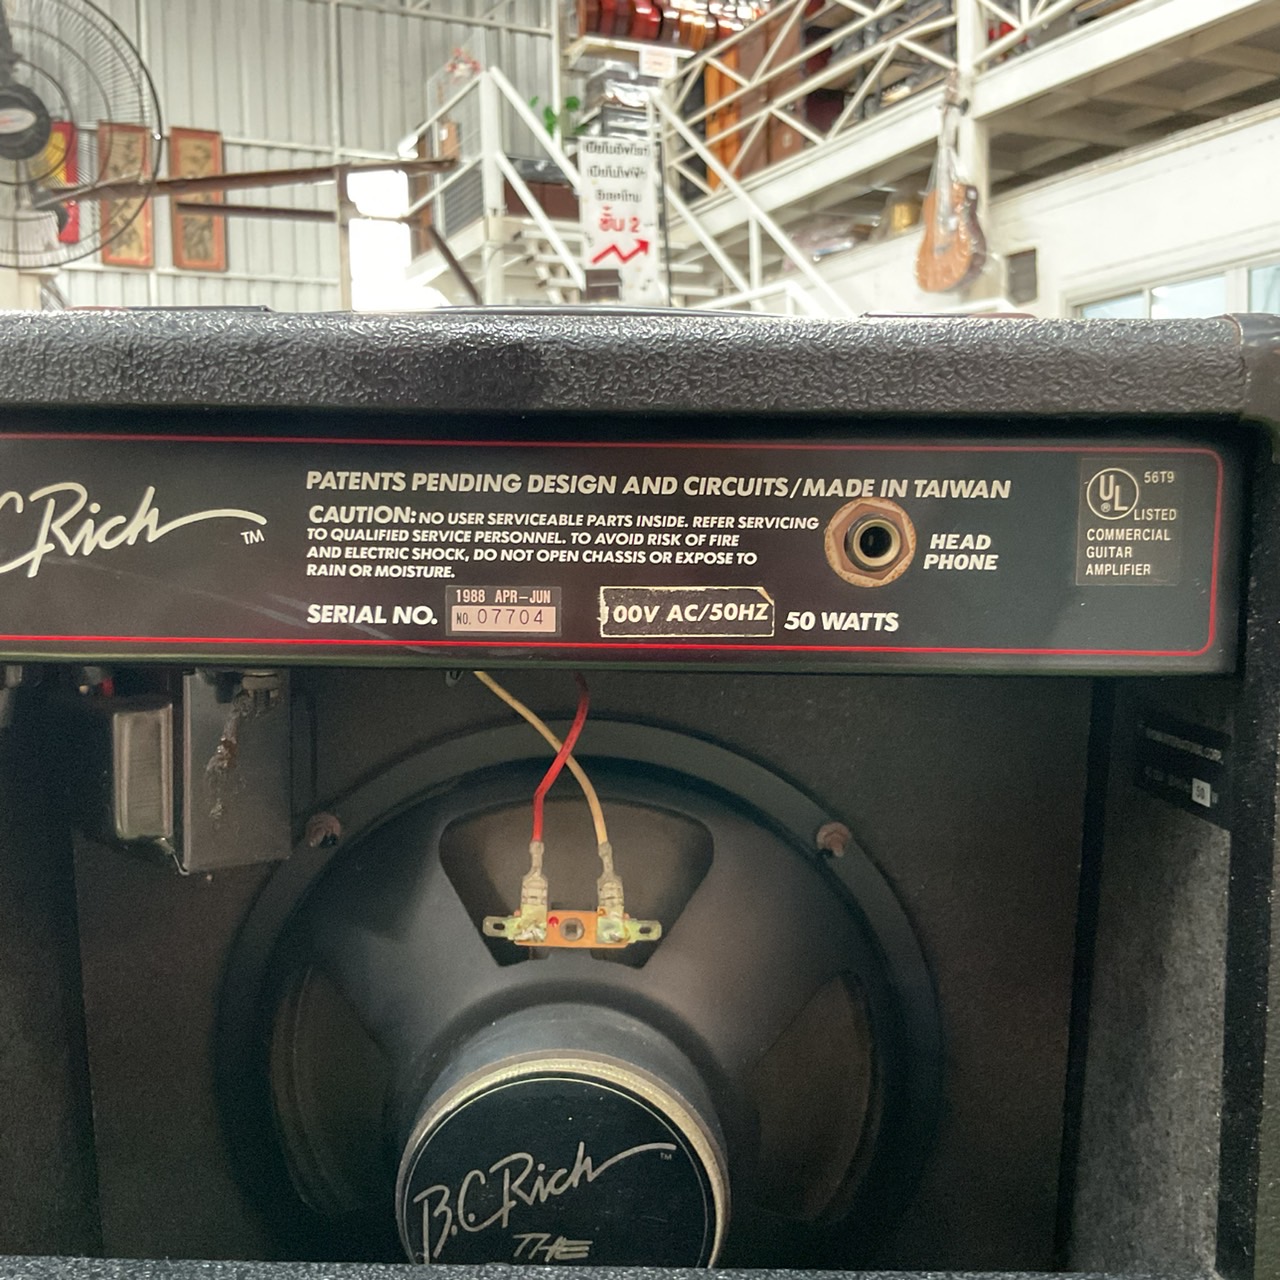 ชั้น 2
C.Rich TM
PATENTS PENDING DESIGN AND CIRCUITS/MADE IN TAIWAN
CAUTION: NO USER SERVICEABLE PARTS INSIDE. REFER SERVICING
TO QUALIFIED SERVICE PERSONNEL. TO AVOID RISK OF FIRE
AND ELECTRIC SHOCK, DO NOT OPEN CHASSIS OR EXPOSE TO
RAIN OR MOISTURE.
SERIAL NO.
1988 APR-JUN
NO. 07704
100V AC/50HZ
50 WATTS
HEAD
PHONE
UL
®
56T9
LISTED
COMMERCIAL
GUITAR
AMPLIFIER
50
B.C.Rich TM
THE